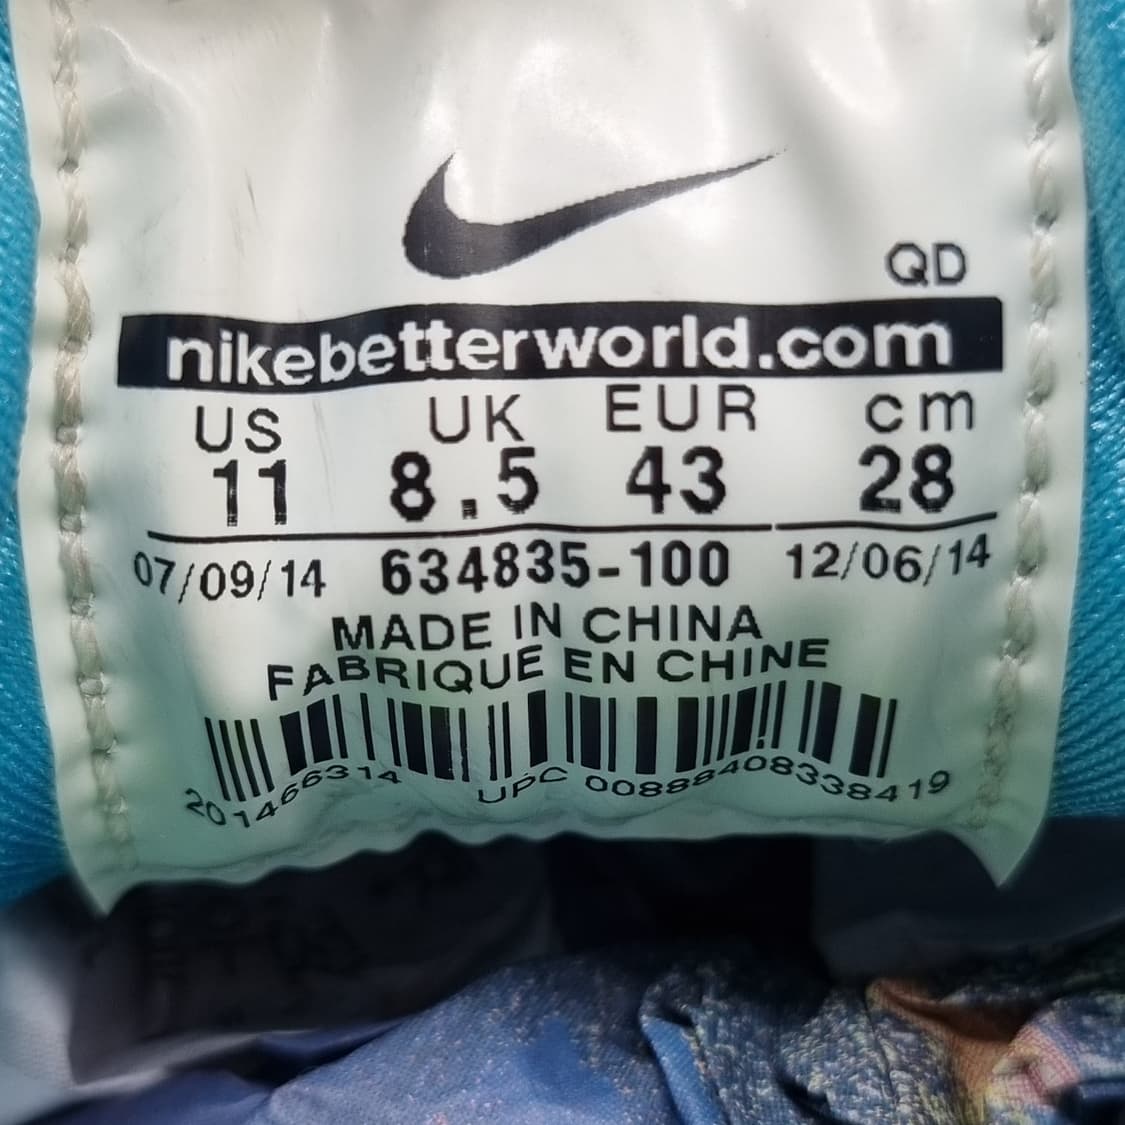 QD
nikebetterworld.com
US UK EUR cm
11 8.5 43 28
07/09/14 634835-100 12/06/14
MADE IN CHINA
FABRIQUE EN CHINE
201466314 UPC 00888408338419